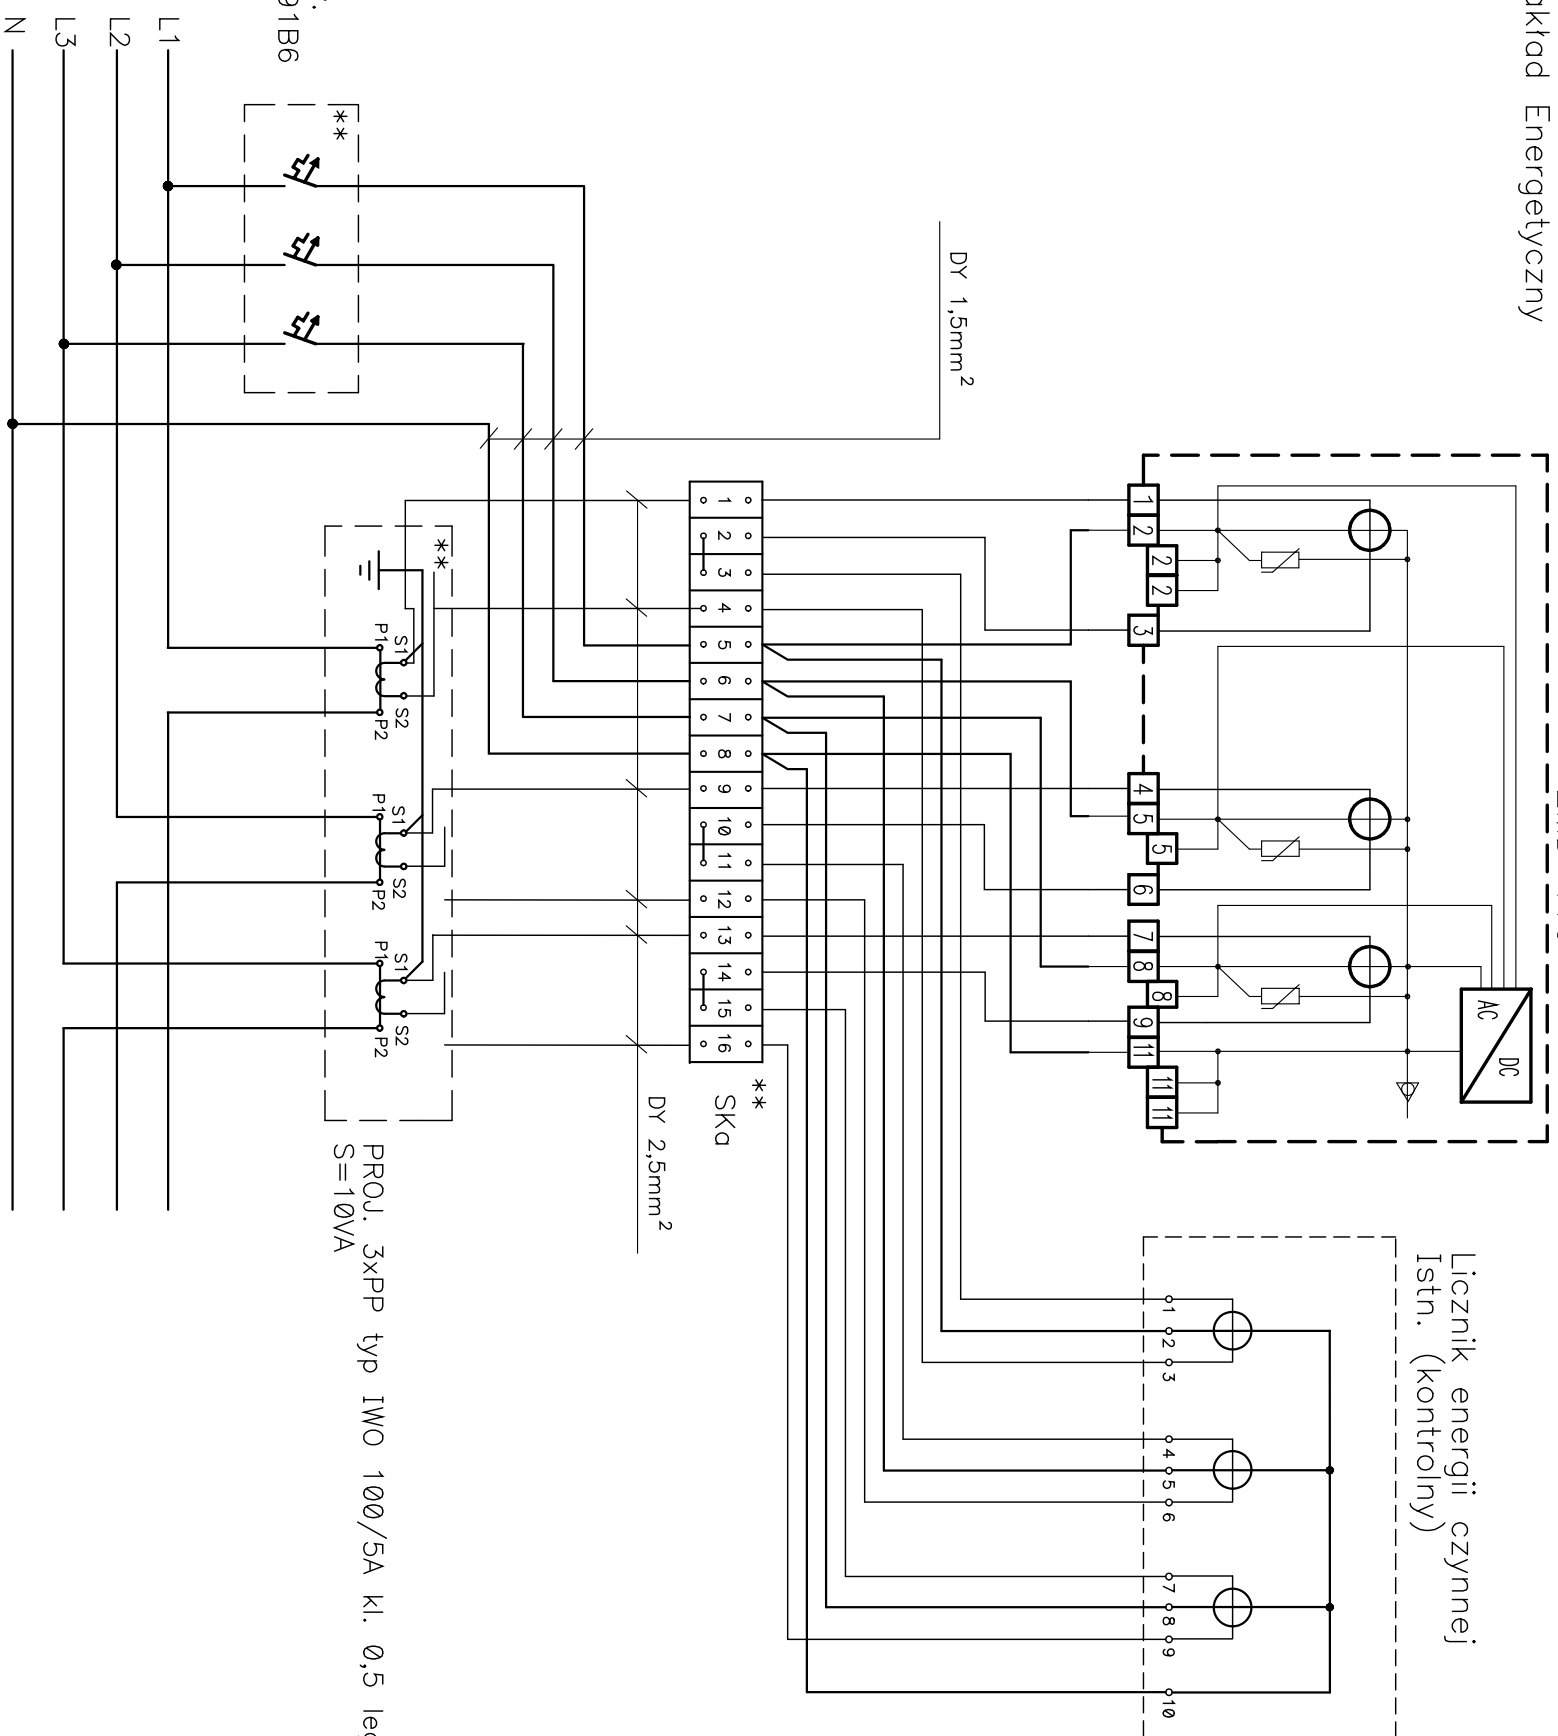 akład Energetyczny
91B6
L1
L2
L3
N
**
DY 1,5mm²
1
2
2
2
3
4
5
5
6
7
8
8
9
11
11
11
AC
DC
1
2
3
4
5
6
7
8
9
10
11
12
13
14
15
16
**
SKa
DY 2,5mm²
**
P1 S1 S2 P2
P1 S1 S2 P2
P1 S1 S2 P2
PROJ. 3xPP typ IWO 100/5A kl. 0,5
S=10VA
Licznik energii czynnej
Istn. (kontrolny)
1
2
3
4
5
6
7
8
9
10